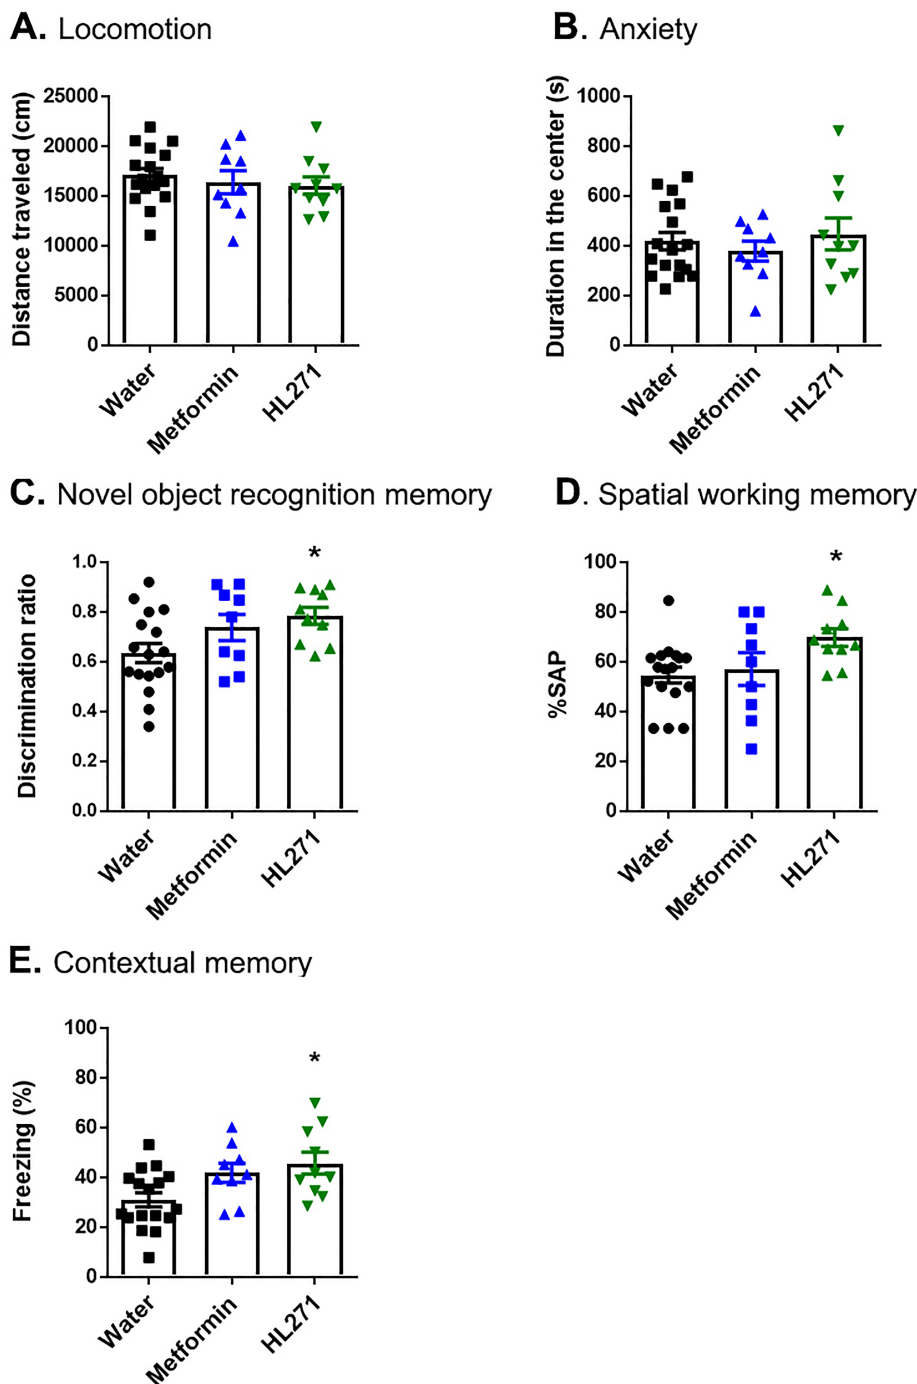 A. Locomotion
Distance traveled (cm)
25000
20000
15000
10000
5000
0
Water
Metformin
HL271
B. Anxiety
Duration in the center (s)
1000
800
600
400
200
0
Water
Metformin
HL271
C. Novel object recognition memory
Discrimination ratio
1.0
0.8
0.6
0.4
0.2
0.0
*
Water
Metformin
HL271
D. Spatial working memory
%SAP
100
80
60
40
20
0
*
Water
Metformin
HL271
E. Contextual memory
Freezing (%)
100
80
60
40
20
0
*
Water
Metformin
HL271